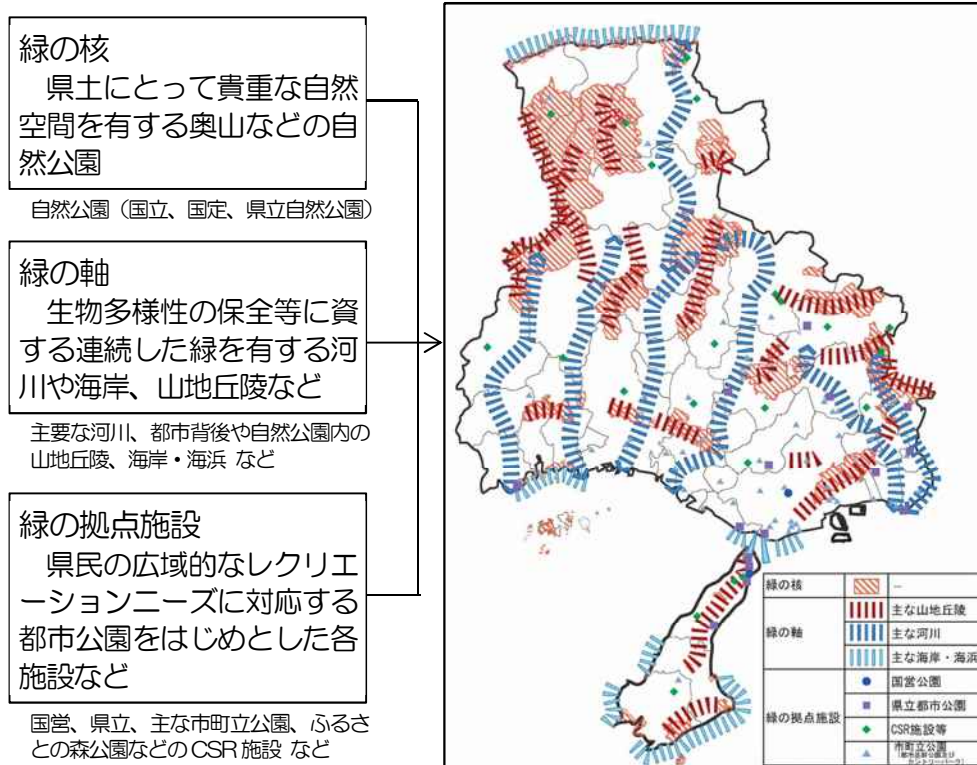 緑の核
県土にとって貴重な自然
空間を有する奥山などの自
然公園
自然公園（国立、国定、県立自然公園）
緑の軸
生物多様性の保全等に資
する連続した緑を有する河
川や海岸、山地丘陵など
主要な河川、都市背後や自然公園内の
山地丘陵、海岸・海浜 など
緑の拠点施設
県民の広域的なレクリエ
ーションニーズに対応する
都市公園をはじめとした各
施設など
国営、県立、主な市町立公園、ふるさ
との森公園などの CSR 施設 など
緑の核
－
緑の軸
主な山地丘陵
主な河川
主な海岸・海浜
緑の拠点施設
国営公園
県立都市公園
CSR施設等
市町立公園